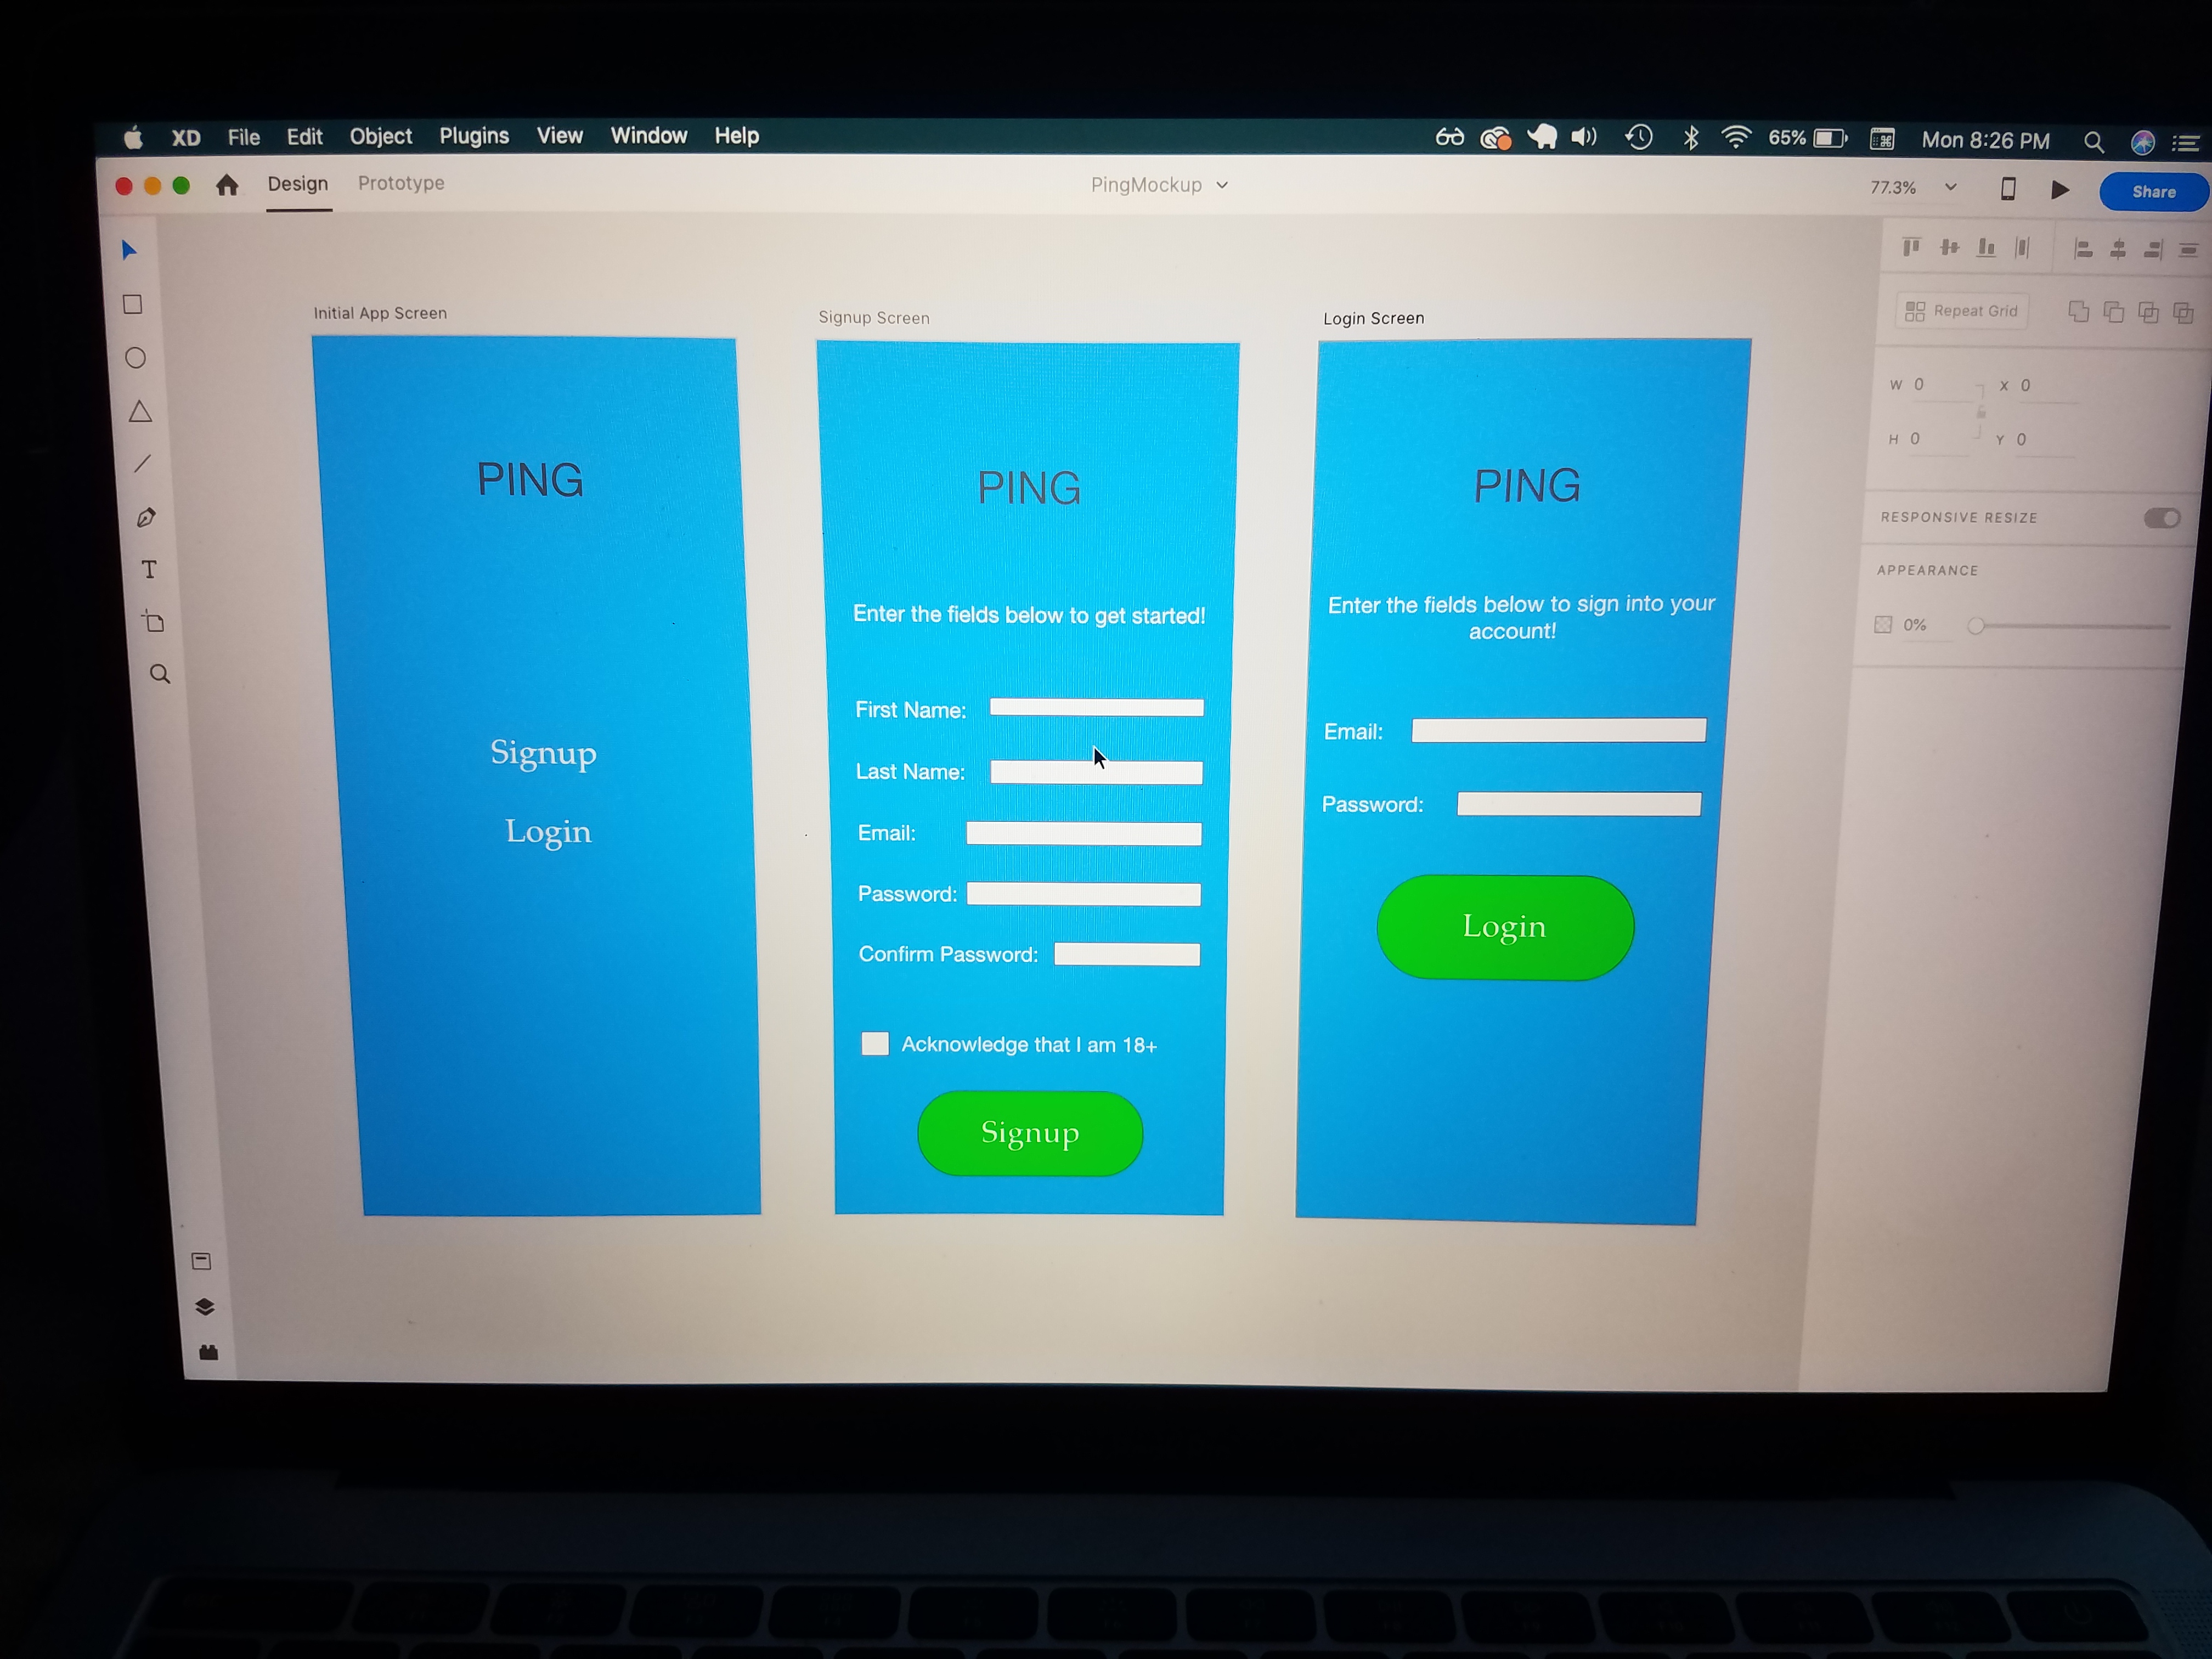 XD File Edit Object Plugins View Window Help 65% Mon 8:26 PM
Design Prototype PingMockup 77.3% Share
Repeat Grid
W 0 X 0
H 0 Y 0
RESPONSIVE RESIZE
APPEARANCE
0%
Initial App Screen
PING
Signup
Login
Signup Screen
PING
Enter the fields below to get started!
First Name:
Last Name:
Email:
Password:
Confirm Password:
Acknowledge that I am 18+
Signup
Login Screen
PING
Enter the fields below to sign into your
account!
Email:
Password:
Login